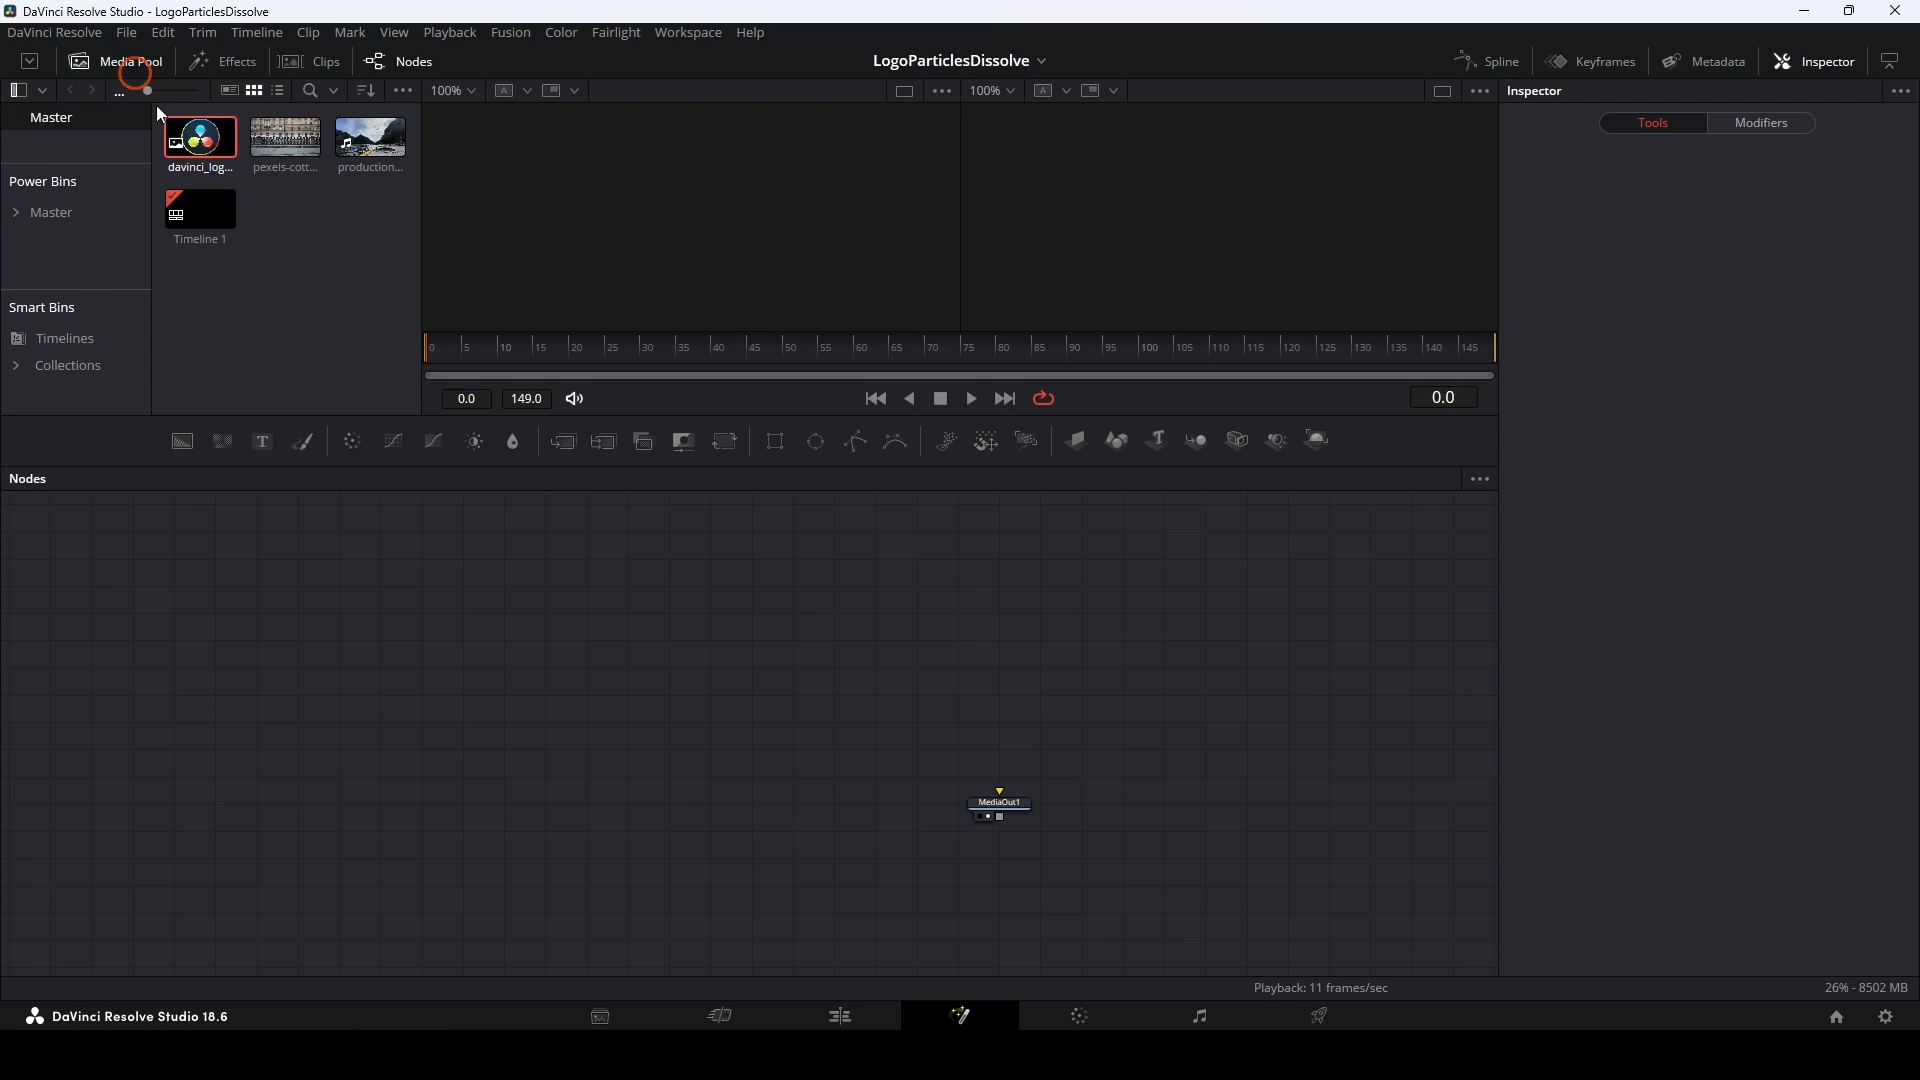 DaVinci Resolve Studio - LogoParticlesDissolve
DaVinci Resolve File Edit Trim Timeline Clip Mark View Playback Fusion Color Fairlight Workspace Help
Media Pool Effects Clips Nodes LogoParticlesDissolve Spline Keyframes Metadata Inspector
100% A 100% A Inspector
Master
Tools Modifiers
davinci_log... pexels-cott... production...
Power Bins
Master
Timeline 1
Smart Bins
Timelines
Collections
0 5 10 15 20 25 30 35 40 45 50 55 60 65 70 75 80 85 90 95 100 105 110 115 120 125 130 135 140 145
0.0 149.0 0.0
T T
Nodes
MediaOut1
Playback: 11 frames/sec 26% - 8502 MB
DaVinci Resolve Studio 18.6